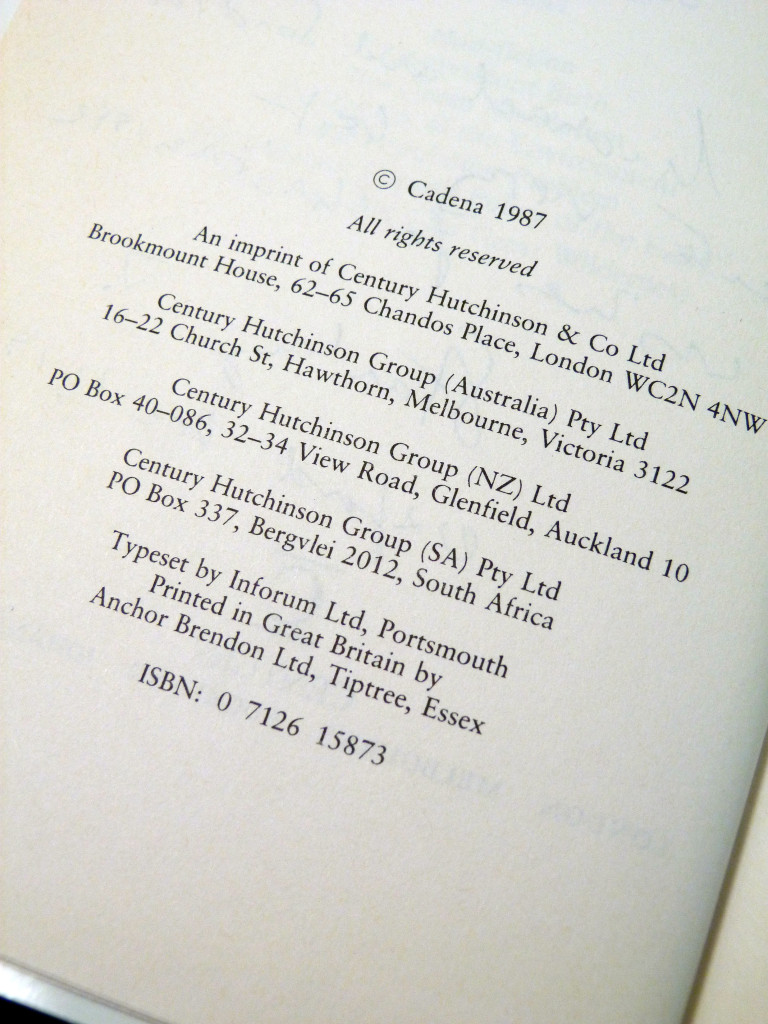 © Cadena 1987
All rights reserved
An imprint of Century Hutchinson & Co Ltd
Brookmount House, 62–65 Chandos Place, London WC2N 4NW
Century Hutchinson Group (Australia) Pty Ltd
16–22 Church St, Hawthorn, Melbourne, Victoria 3122
Century Hutchinson Group (NZ) Ltd
PO Box 40–086, 32–34 View Road, Glenfield, Auckland 10
Century Hutchinson Group (SA) Pty Ltd
PO Box 337, Bergvlei 2012, South Africa
Typeset by Inforum Ltd, Portsmouth
Printed in Great Britain by
Anchor Brendon Ltd, Tiptree, Essex
ISBN: 0 7126 15873